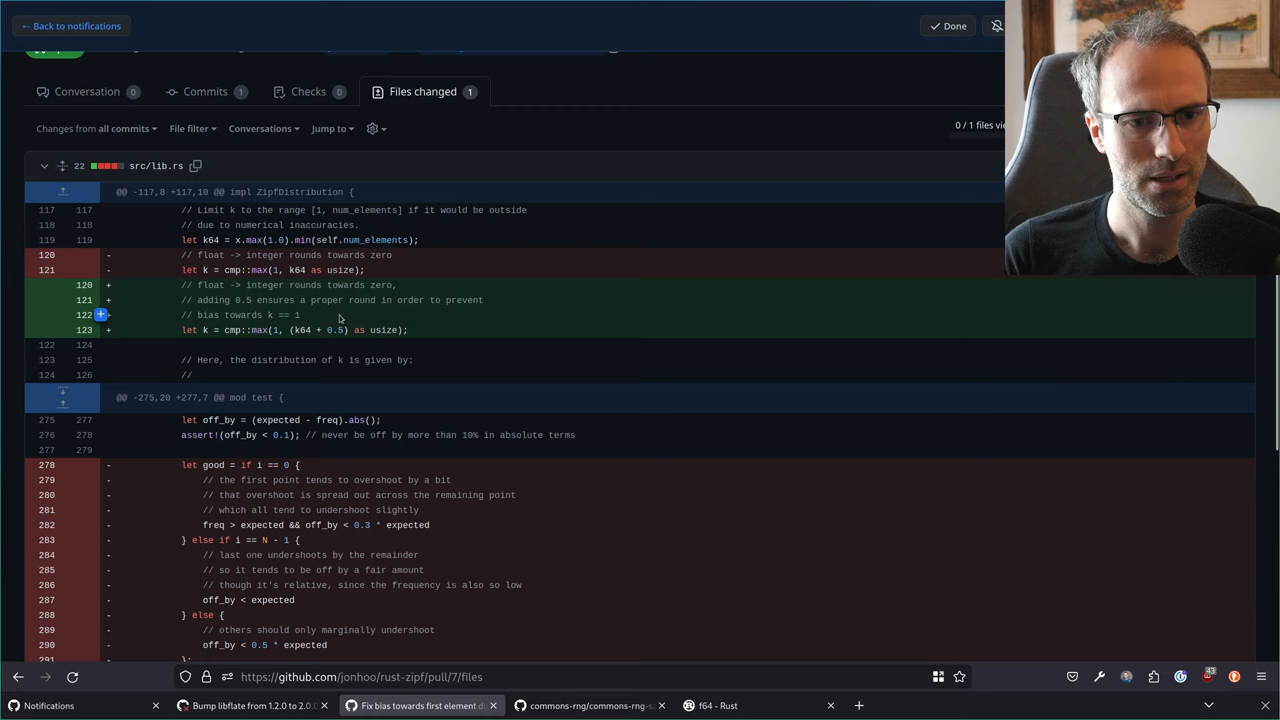 ← Back to notifications
Done
Conversation 0
Commits 1
Checks 0
Files changed 1
Changes from all commits
File filter
Conversations
Jump to
0 / 1 files vie
22 src/lib.rs
@@ -117,8 +117,10 @@ impl ZipfDistribution {
117 117 // Limit k to the range [1, num_elements] if it would be outside
118 118 // due to numerical inaccuracies.
119 119 let k64 = x.max(1.0).min(self.num_elements);
120 - // float -> integer rounds towards zero
121 - let k = cmp::max(1, k64 as usize);
120 + // float -> integer rounds towards zero,
121 + // adding 0.5 ensures a proper round in order to prevent
122 + // bias towards k == 1
123 + let k = cmp::max(1, (k64 + 0.5) as usize);
122 124
123 125 // Here, the distribution of k is given by:
124 126 //
@@ -275,20 +277,7 @@ mod test {
275 277 let off_by = (expected - freq).abs();
276 278 assert!(off_by < 0.1); // never be off by more than 10% in absolute terms
277 279
278 - let good = if i == 0 {
279 - // the first point tends to overshoot by a bit
280 - // that overshoot is spread out across the remaining point
281 - // which all tend to undershoot slightly
282 - freq > expected && off_by < 0.3 * expected
283 - } else if i == N - 1 {
284 - // last one undershoots by the remainder
285 - // so it tends to be off by a fair amount
286 - // though it's relative, since the frequency is also so low
287 - off_by < expected
288 - } else {
289 - // others should only marginally undershoot
290 - off_by < 0.5 * expected
291 - };
https://github.com/jonhoo/rust-zipf/pull/7/files
43
Notifications
Bump libflate from 1.2.0 to 2.0.
Fix bias towards first element d
commons-rng/commons-rng-sa
f64 - Rust